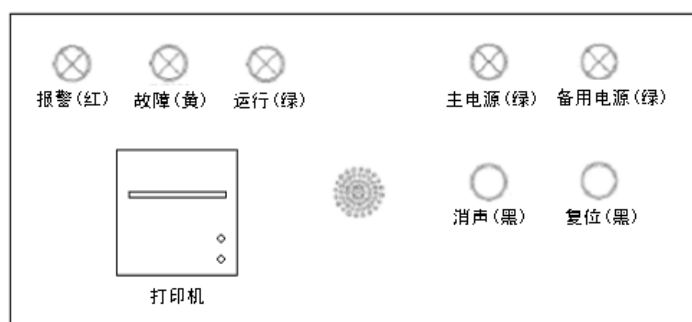 报警(红) 故障(黄) 运行(绿) 主电源(绿) 备用电源(绿)
消声(黑) 复位(黑)
打印机